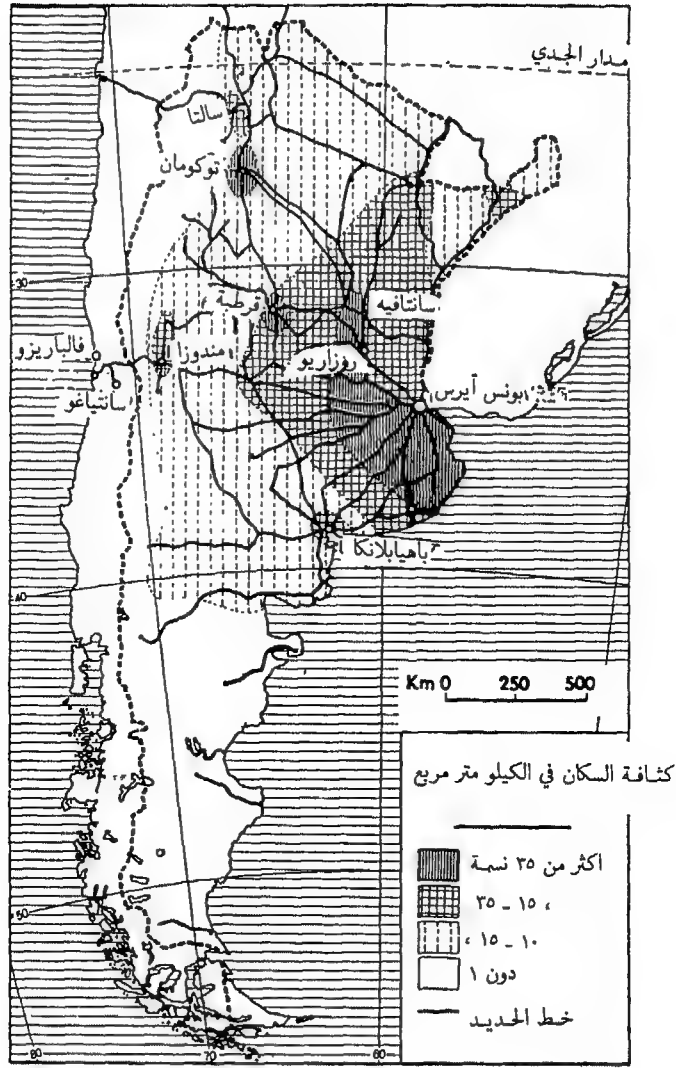 مدار الجدي
سالتا
توكومان
30
قرطبة
سانتافيه
فالباريزو
مندوزا
روزاريو
سانتياغو
بونس أيرس
باهيابلانكا
40
Km 0 250 500
كثافة السكان في الكيلو متر مربع
اكثر من ٣٥ نسمة
١٥ - ٣٥ ،
١٠ - ١٥ ،
دون ١
خط الحديد
50
80 70 60